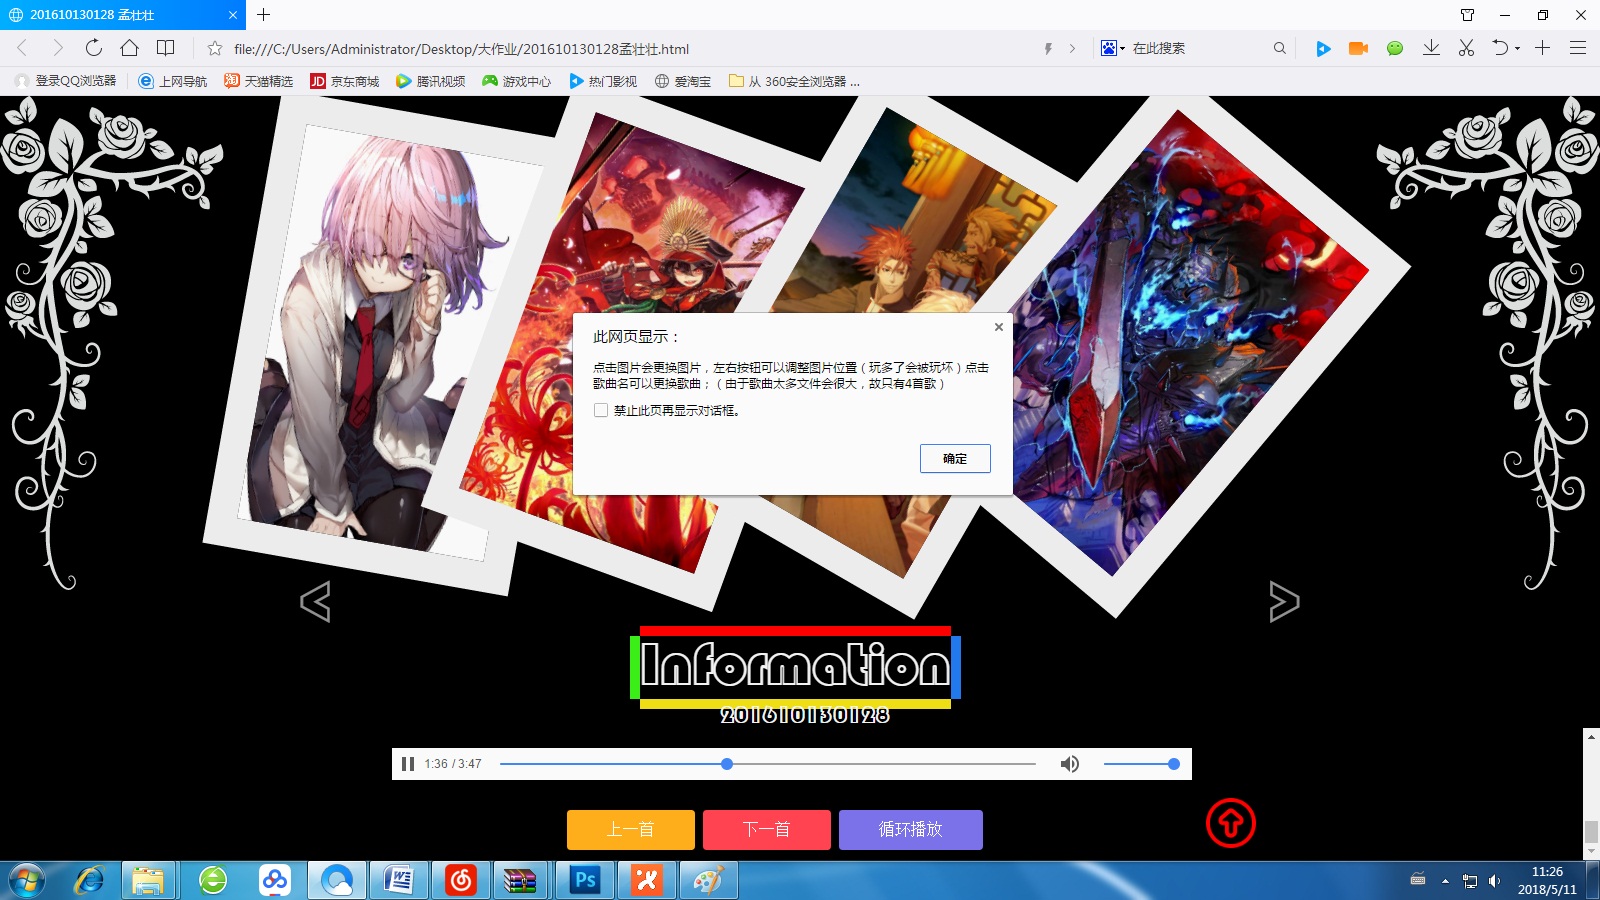 201610130128 孟壮壮
file:///C:/Users/Administrator/Desktop/大作业/201610130128孟壮壮.html
在此搜索
登录QQ浏览器
上网导航
淘
天猫精选
JD
京东商城
腾讯视频
游戏中心
热门影视
爱淘宝
从 360安全浏览器 ...
此网页显示：
点击图片会更换图片，左右按钮可以调整图片位置（玩多了会被玩坏）点击
歌曲名可以更换歌曲；（由于歌曲太多文件会很大，故只有4首歌）
禁止此页再显示对话框。
确定
<
>
Information
201610130128
1:36 / 3:47
上一首
下一首
循环播放
Ps
11:26
2018/5/11